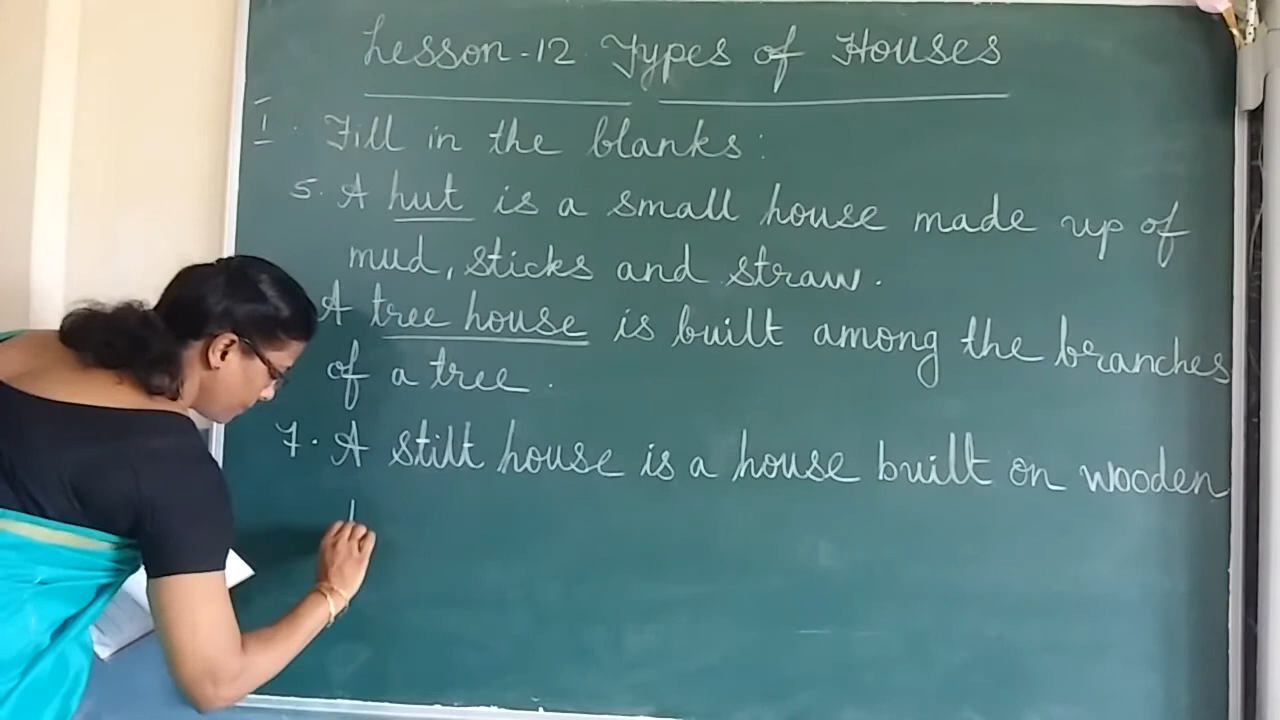 Lesson-12 Types of Houses
I. Fill in the blanks:
5. A hut is a small house made up of
mud, sticks and straw.
A tree house is built among the branches
of a tree.
7. A stilt house is a house built on wooden